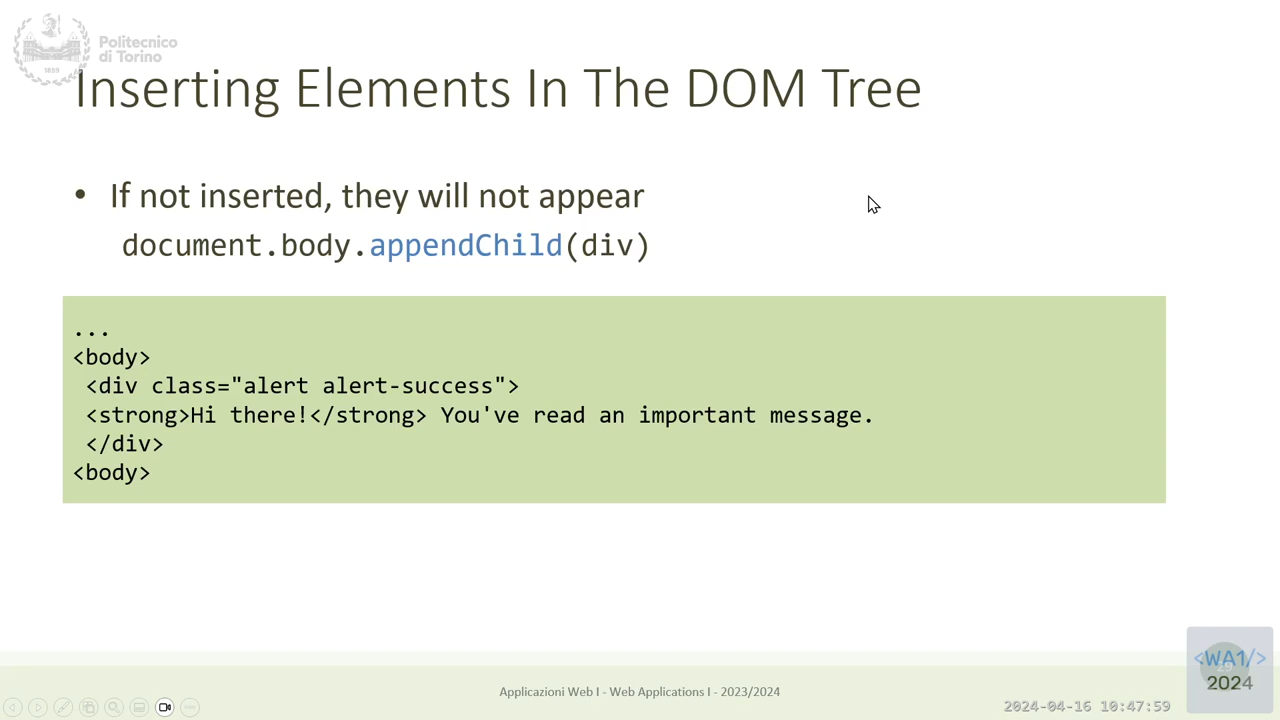 Politecnico
di Torino
1859
Inserting Elements In The DOM Tree
• If not inserted, they will not appear
document.body.appendChild(div)
...
<body>
<div class="alert alert-success">
<strong>Hi there!</strong> You've read an important message.
</div>
<body>
<WA1/>
2024
Applicazioni Web I - Web Applications I - 2023/2024
2024-04-16 10:47:59